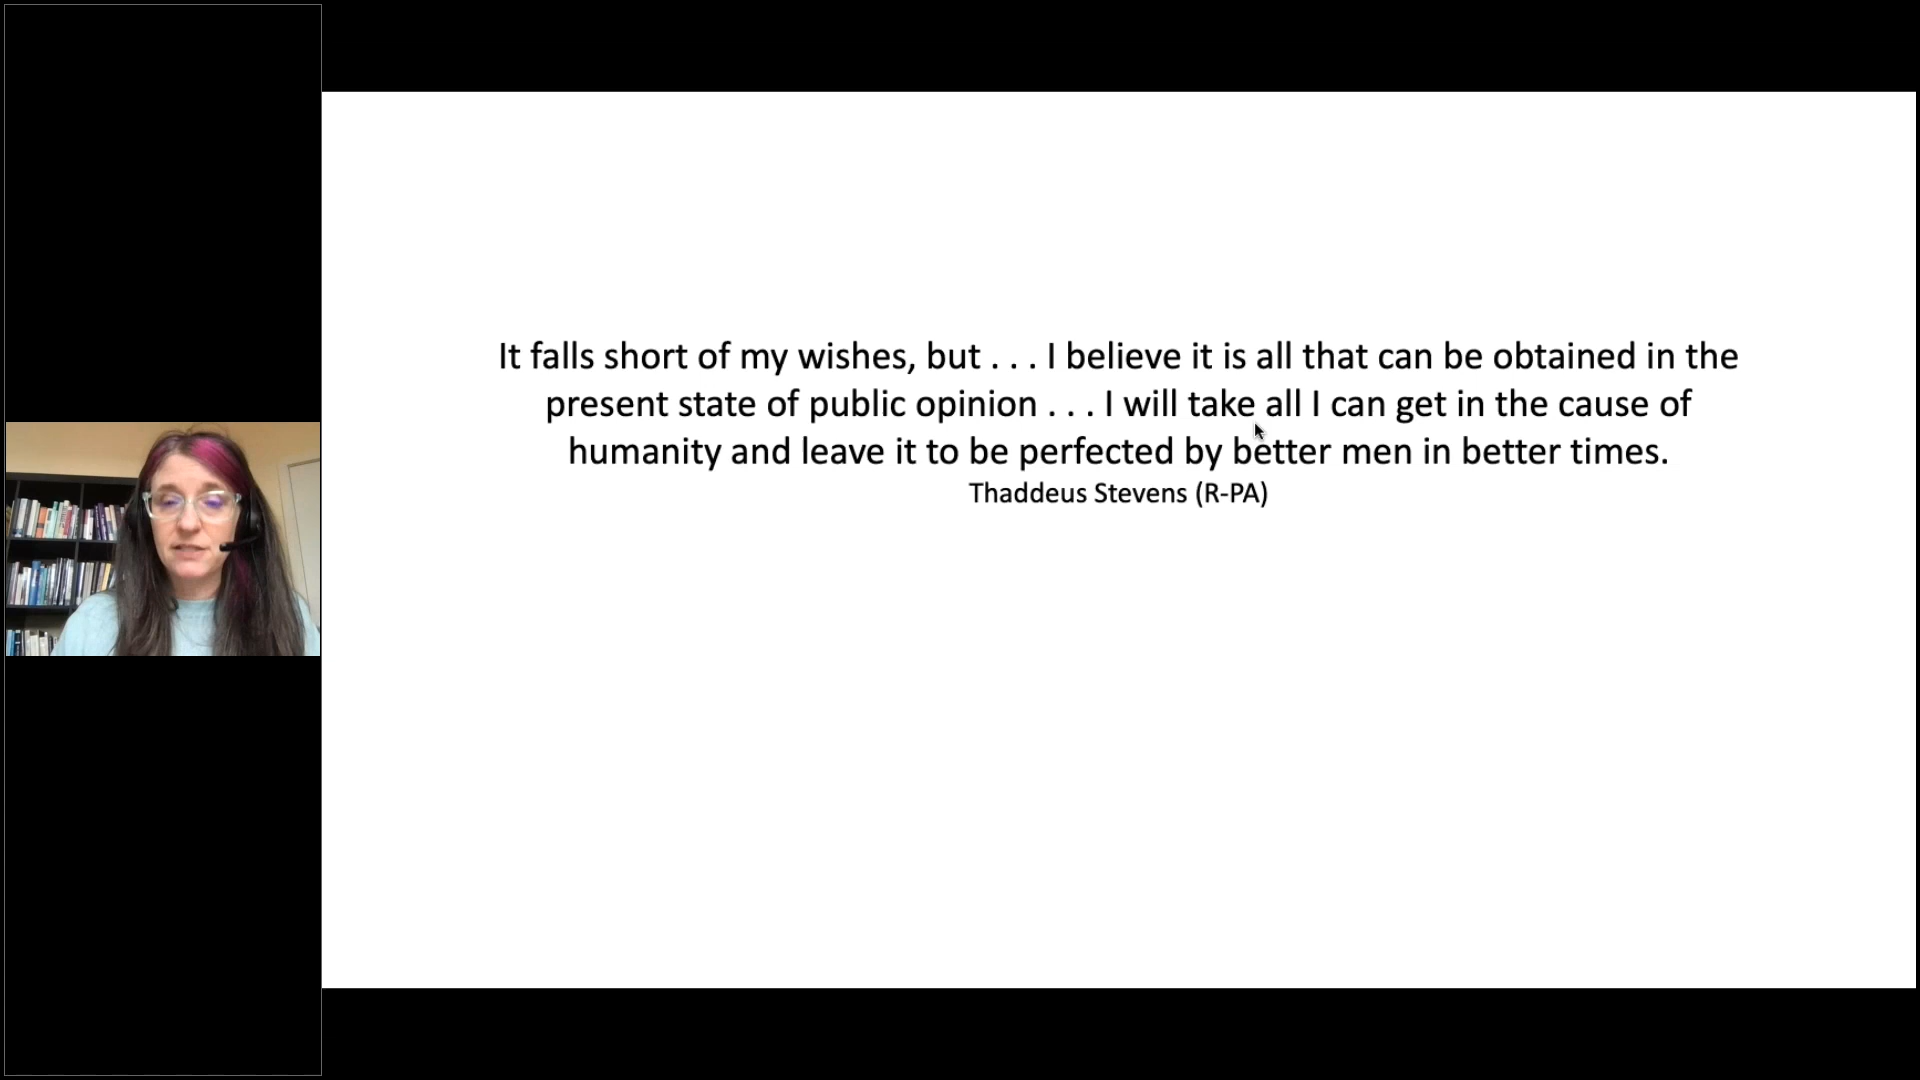 It falls short of my wishes, but . . . I believe it is all that can be obtained in the
present state of public opinion . . . I will take all I can get in the cause of
humanity and leave it to be perfected by better men in better times.
Thaddeus Stevens (R-PA)